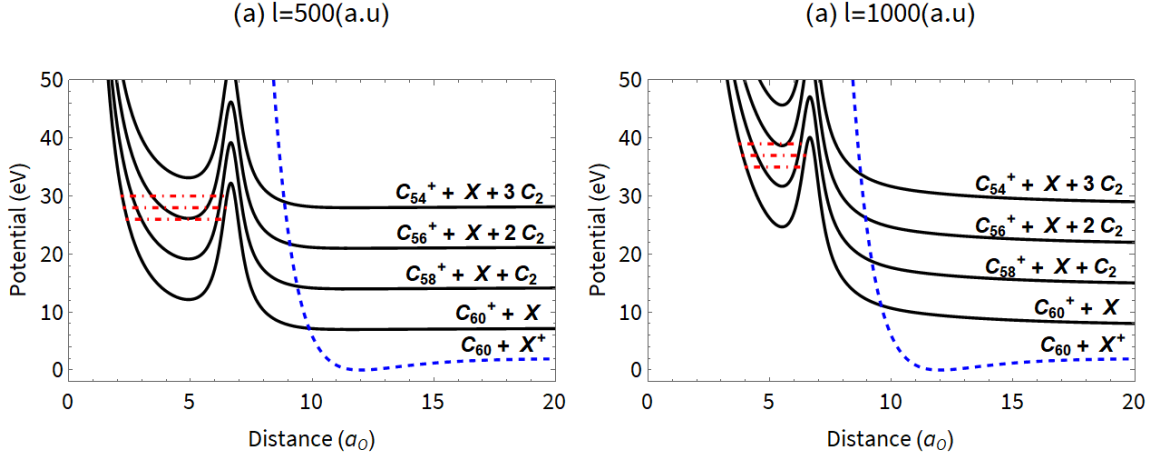 (a) l=500(a.u)
Potential (eV)
50
40
30
20
10
0
C₅₄⁺ + X + 3 C₂
C₅₆⁺ + X + 2 C₂
C₅₈⁺ + X + C₂
C₆₀⁺ + X
C₆₀ + X⁺
0 5 10 15 20
Distance (a₀)
(a) l=1000(a.u)
Potential (eV)
50
40
30
20
10
0
C₅₄⁺ + X + 3 C₂
C₅₆⁺ + X + 2 C₂
C₅₈⁺ + X + C₂
C₆₀⁺ + X
C₆₀ + X⁺
0 5 10 15 20
Distance (a₀)